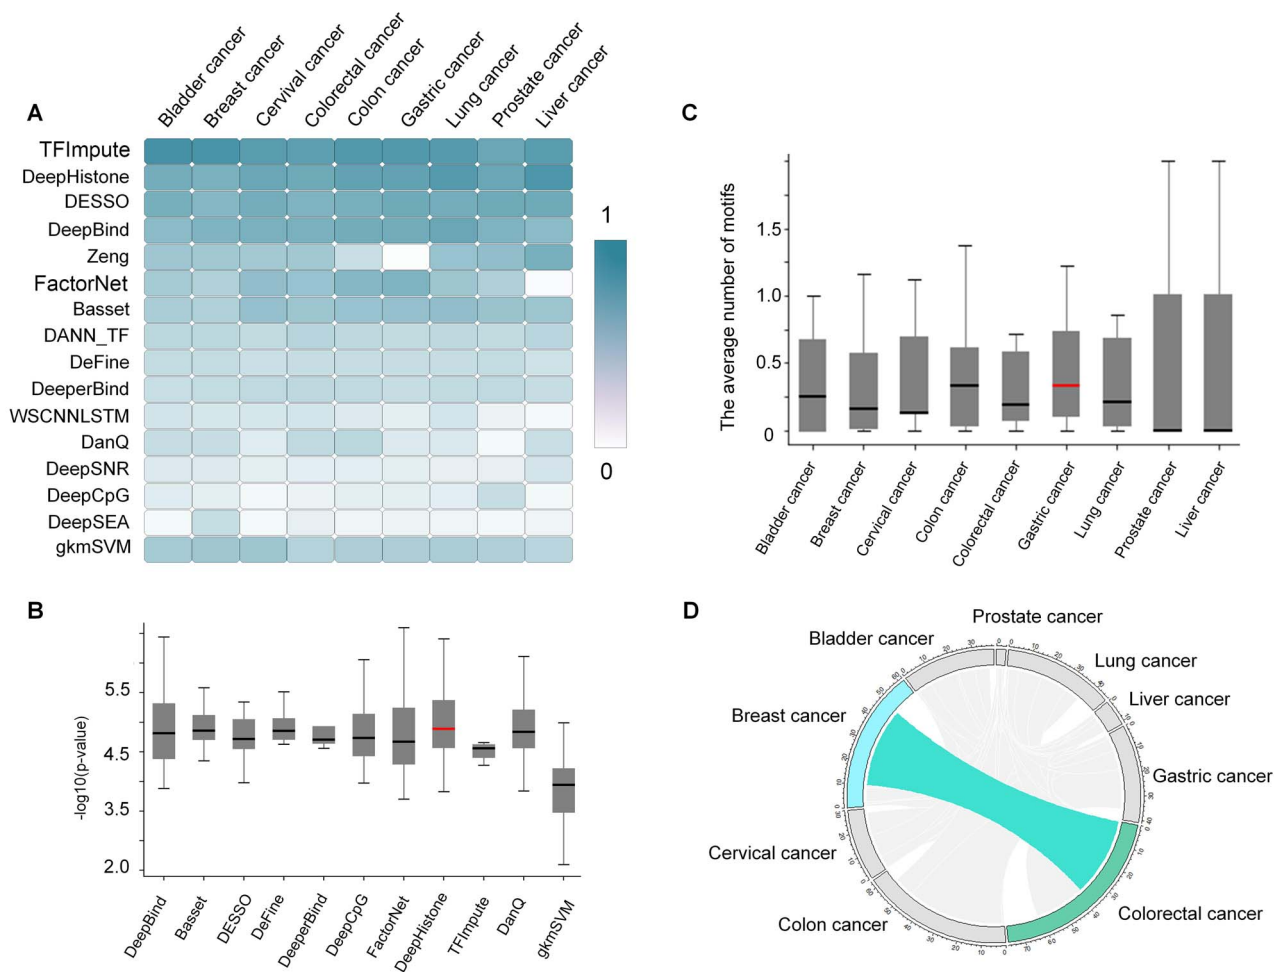 A
Bladder cancer
Breast cancer
Cervival cancer
Colorectal cancer
Colon cancer
Gastric cancer
Lung cancer
Prostate cancer
Liver cancer
TFImpute
DeepHistone
DESSO
DeepBind
Zeng
FactorNet
Basset
DANN_TF
DeFine
DeeperBind
WSCNNLSTM
DanQ
DeepSNR
DeepCpG
DeepSEA
gkmSVM
1
0
B
-log10(p-value)
5.5
4.5
3.5
2.0
DeepBind
Basset
DESSO
DeFine
DeeperBind
DeepCpG
FactorNet
DeepHistone
TFImpute
DanQ
gkmSVM
C
The average number of motifs
1.5
1.0
0.5
0
Bladder cancer
Breast cancer
Cervical cancer
Colon cancer
Colorectal cancer
Gastric cancer
Lung cancer
Prostate cancer
Liver cancer
D
Prostate cancer
Bladder cancer
Lung cancer
Liver cancer
Breast cancer
Gastric cancer
Cervical cancer
Colorectal cancer
Colon cancer